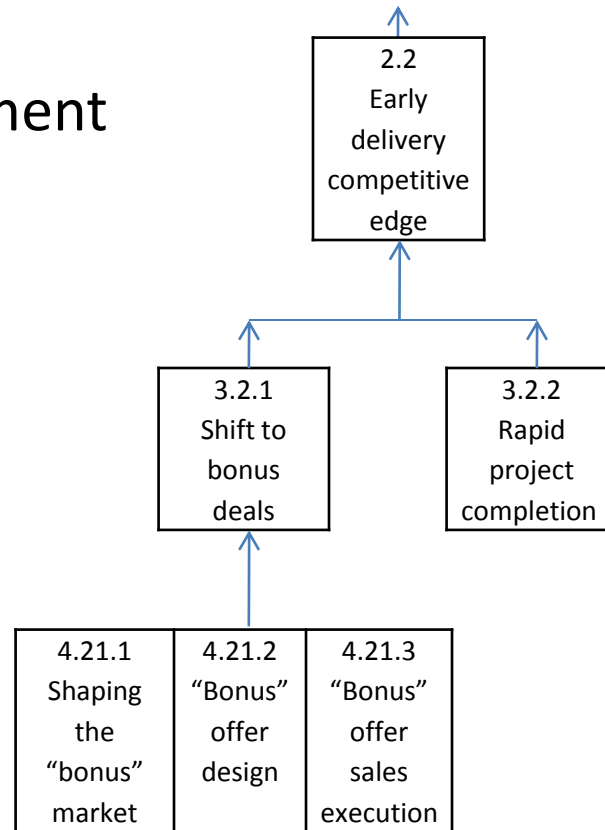 2.2
Early
delivery
competitive
edge
3.2.1
Shift to
bonus
deals
3.2.2
Rapid
project
completion
4.21.1
Shaping
the
“bonus”
market
4.21.2
“Bonus”
offer
design
4.21.3
“Bonus”
offer
sales
execution